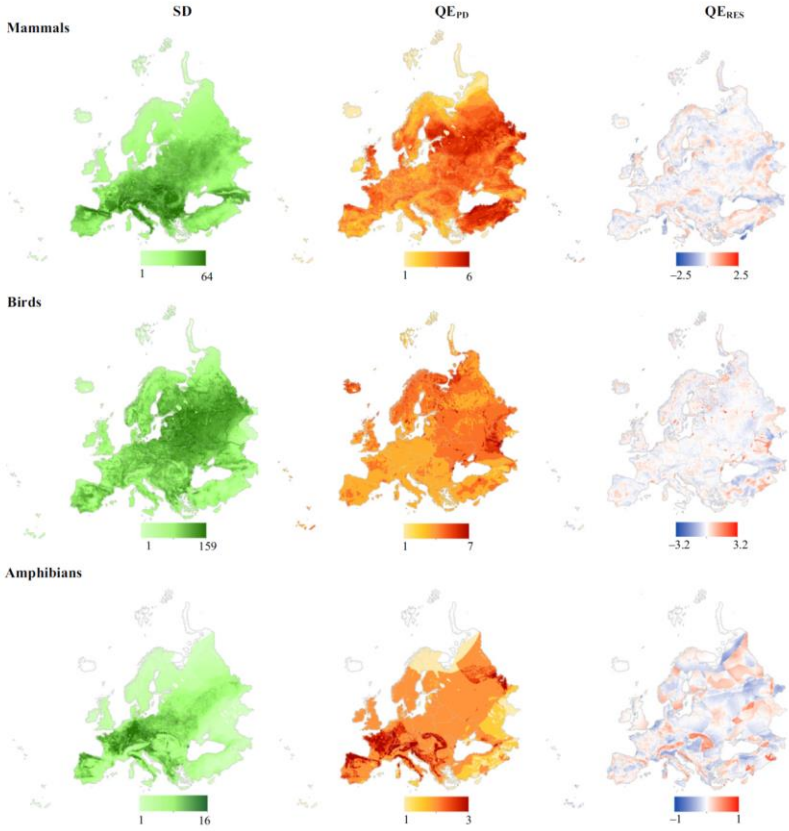 SD QE_PD QE_RES
Mammals
1 64 1 6 −2.5 2.5
Birds
1 159 1 7 −3.2 3.2
Amphibians
1 16 1 3 −1 1